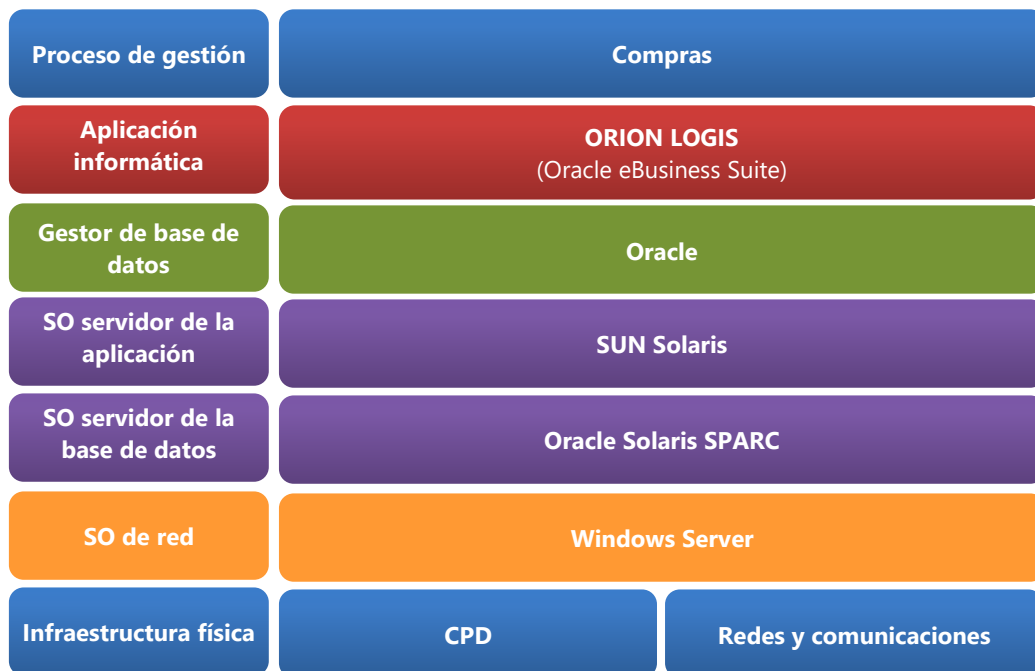 Proceso de gestión
Compras
Aplicación
informática
ORION LOGIS
(Oracle eBusiness Suite)
Gestor de base de
datos
Oracle
SO servidor de la
aplicación
SUN Solaris
SO servidor de la
base de datos
Oracle Solaris SPARC
SO de red
Windows Server
Infraestructura física
CPD
Redes y comunicaciones